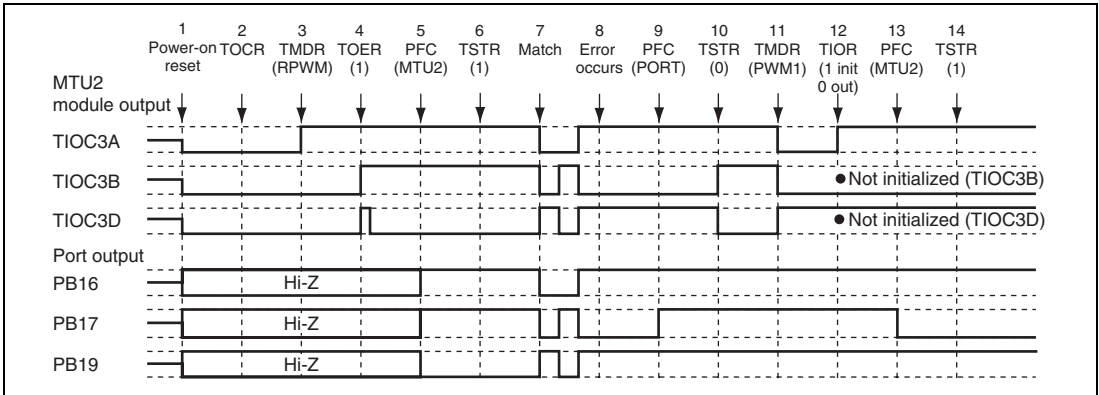 1 2 3 4 5 6 7 8 9 10 11 12 13 14
Power-on TOCR TMDR TOER PFC TSTR Match Error PFC TSTR TMDR TIOR PFC TSTR
reset (RPWM) (1) (MTU2) (1) occurs (PORT) (0) (PWM1) (1 init (MTU2) (1)
0 out)
MTU2
module output
TIOC3A
TIOC3B
● Not initialized (TIOC3B)
TIOC3D
● Not initialized (TIOC3D)
Port output
PB16
Hi-Z
PB17
Hi-Z
PB19
Hi-Z